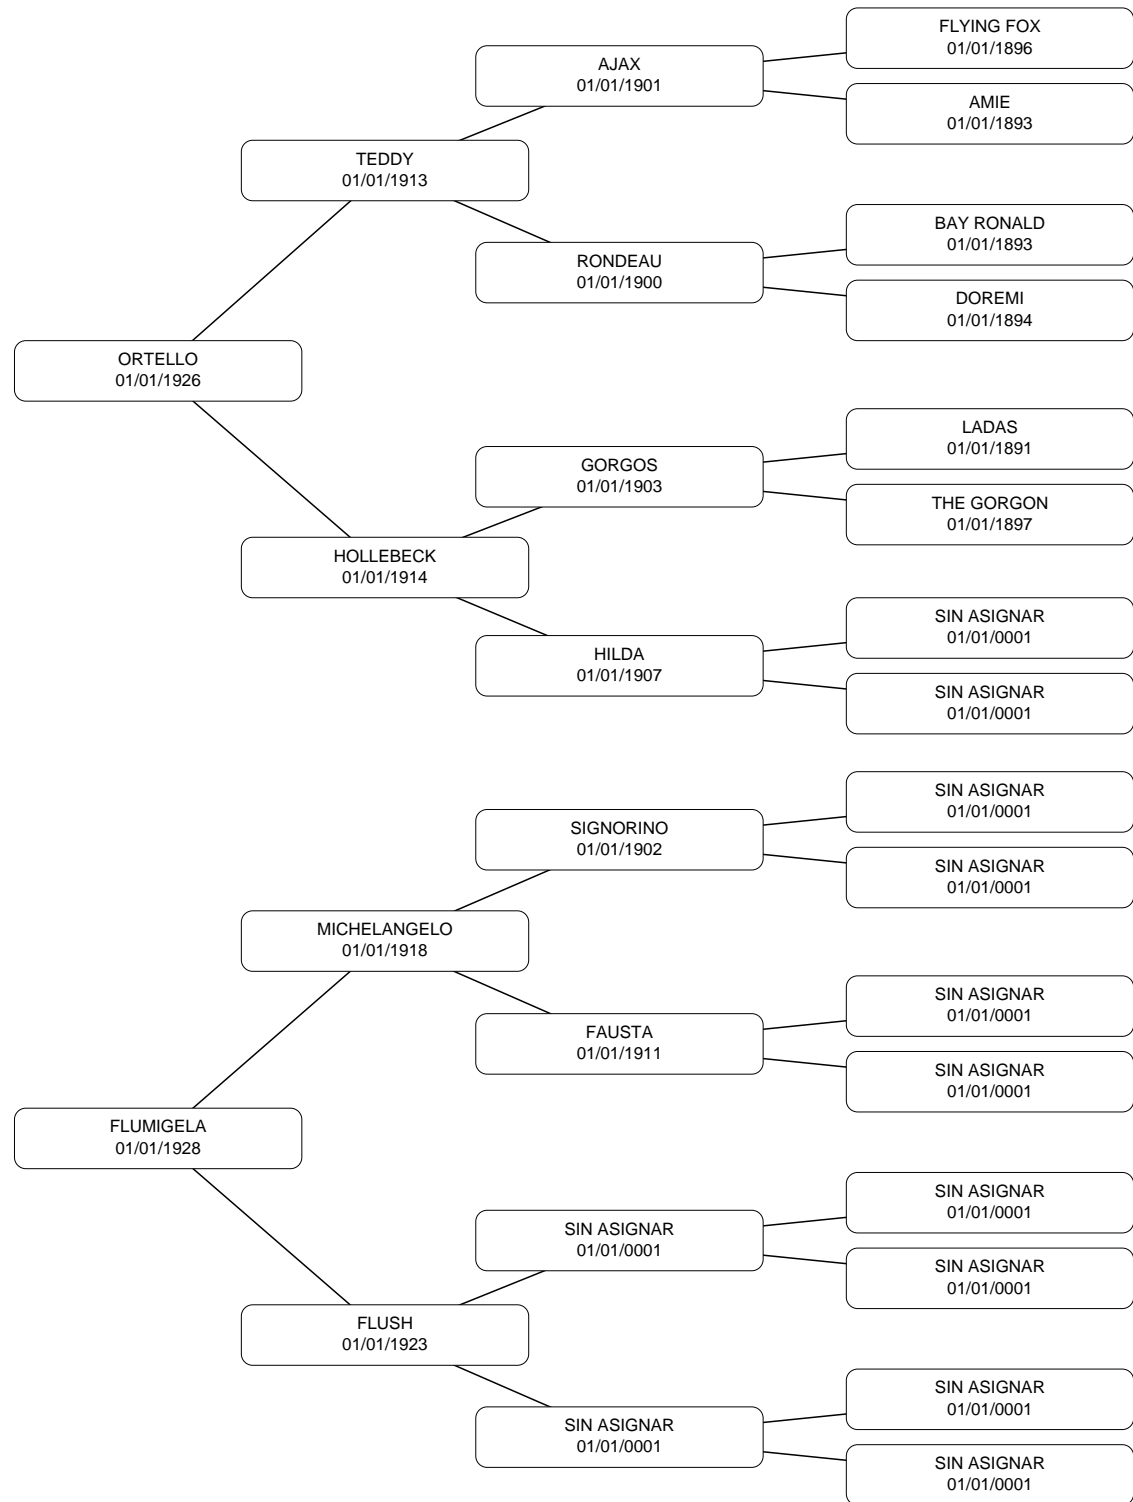 FLYING FOX
01/01/1896
AJAX
01/01/1901
AMIE
01/01/1893
TEDDY
01/01/1913
BAY RONALD
01/01/1893
RONDEAU
01/01/1900
DOREMI
01/01/1894
ORTELLO
01/01/1926
LADAS
01/01/1891
GORGOS
01/01/1903
THE GORGON
01/01/1897
HOLLEBECK
01/01/1914
SIN ASIGNAR
01/01/0001
HILDA
01/01/1907
SIN ASIGNAR
01/01/0001
SIN ASIGNAR
01/01/0001
SIGNORINO
01/01/1902
SIN ASIGNAR
01/01/0001
MICHELANGELO
01/01/1918
SIN ASIGNAR
01/01/0001
FAUSTA
01/01/1911
SIN ASIGNAR
01/01/0001
FLUMIGELA
01/01/1928
SIN ASIGNAR
01/01/0001
SIN ASIGNAR
01/01/0001
SIN ASIGNAR
01/01/0001
FLUSH
01/01/1923
SIN ASIGNAR
01/01/0001
SIN ASIGNAR
01/01/0001
SIN ASIGNAR
01/01/0001